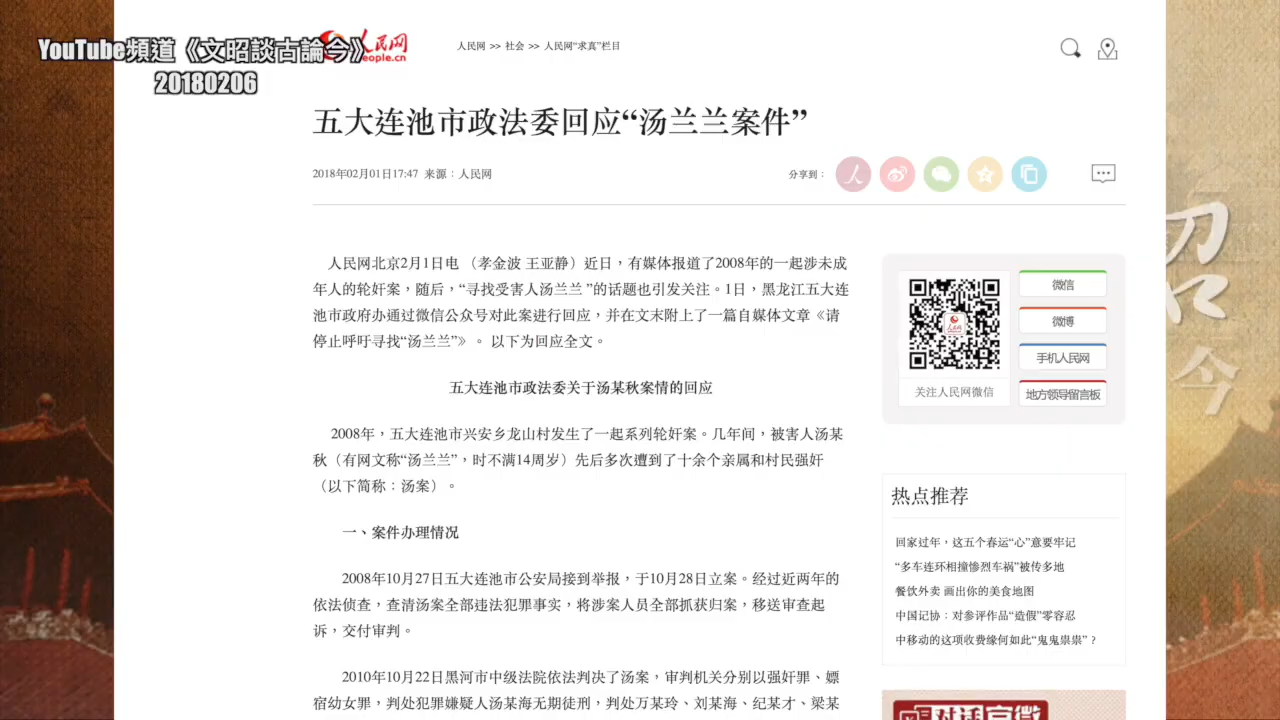 YouTube頻道《文昭談古論今》
20180206
人民网
people.cn
人民网 >> 社会 >> 人民网“求真”栏目
五大连池市政法委回应“汤兰兰案件”
2018年02月01日17:47 来源：人民网
分享到：
人民网北京2月1日电 （孝金波 王亚静）近日，有媒体报道了2008年的一起涉未成
年人的轮奸案，随后，“寻找受害人汤兰兰 ”的话题也引发关注。1日，黑龙江五大连
池市政府办通过微信公众号对此案进行回应，并在文末附上了一篇自媒体文章《请
停止呼吁寻找“汤兰兰”》 。 以下为回应全文。
五大连池市政法委关于汤某秋案情的回应
2008年，五大连池市兴安乡龙山村发生了一起系列轮奸案。几年间，被害人汤某
秋（有网文称“汤兰兰”，时不满14周岁）先后多次遭到了十余个亲属和村民强奸
（以下简称：汤案）。
一、案件办理情况
2008年10月27日五大连池市公安局接到举报，于10月28日立案。经过近两年的
依法侦查，查清汤案全部违法犯罪事实，将涉案人员全部抓获归案，移送审查起
诉，交付审判。
2010年10月22日黑河市中级法院依法判决了汤案，审判机关分别以强奸罪、嫖
宿幼女罪，判处犯罪嫌疑人汤某海无期徒刑，判处万某玲、刘某海、纪某才、梁某
微信
微博
手机人民网
地方领导留言板
关注人民网微信
热点推荐
回家过年，这五个春运“心”意要牢记
“多车连环相撞惨烈车祸”被传多地
餐饮外卖 画出你的美食地图
中国记协：对参评作品“造假”零容忍
中移动的这项收费缘何如此“鬼鬼祟祟”？
对话官微
昭
今